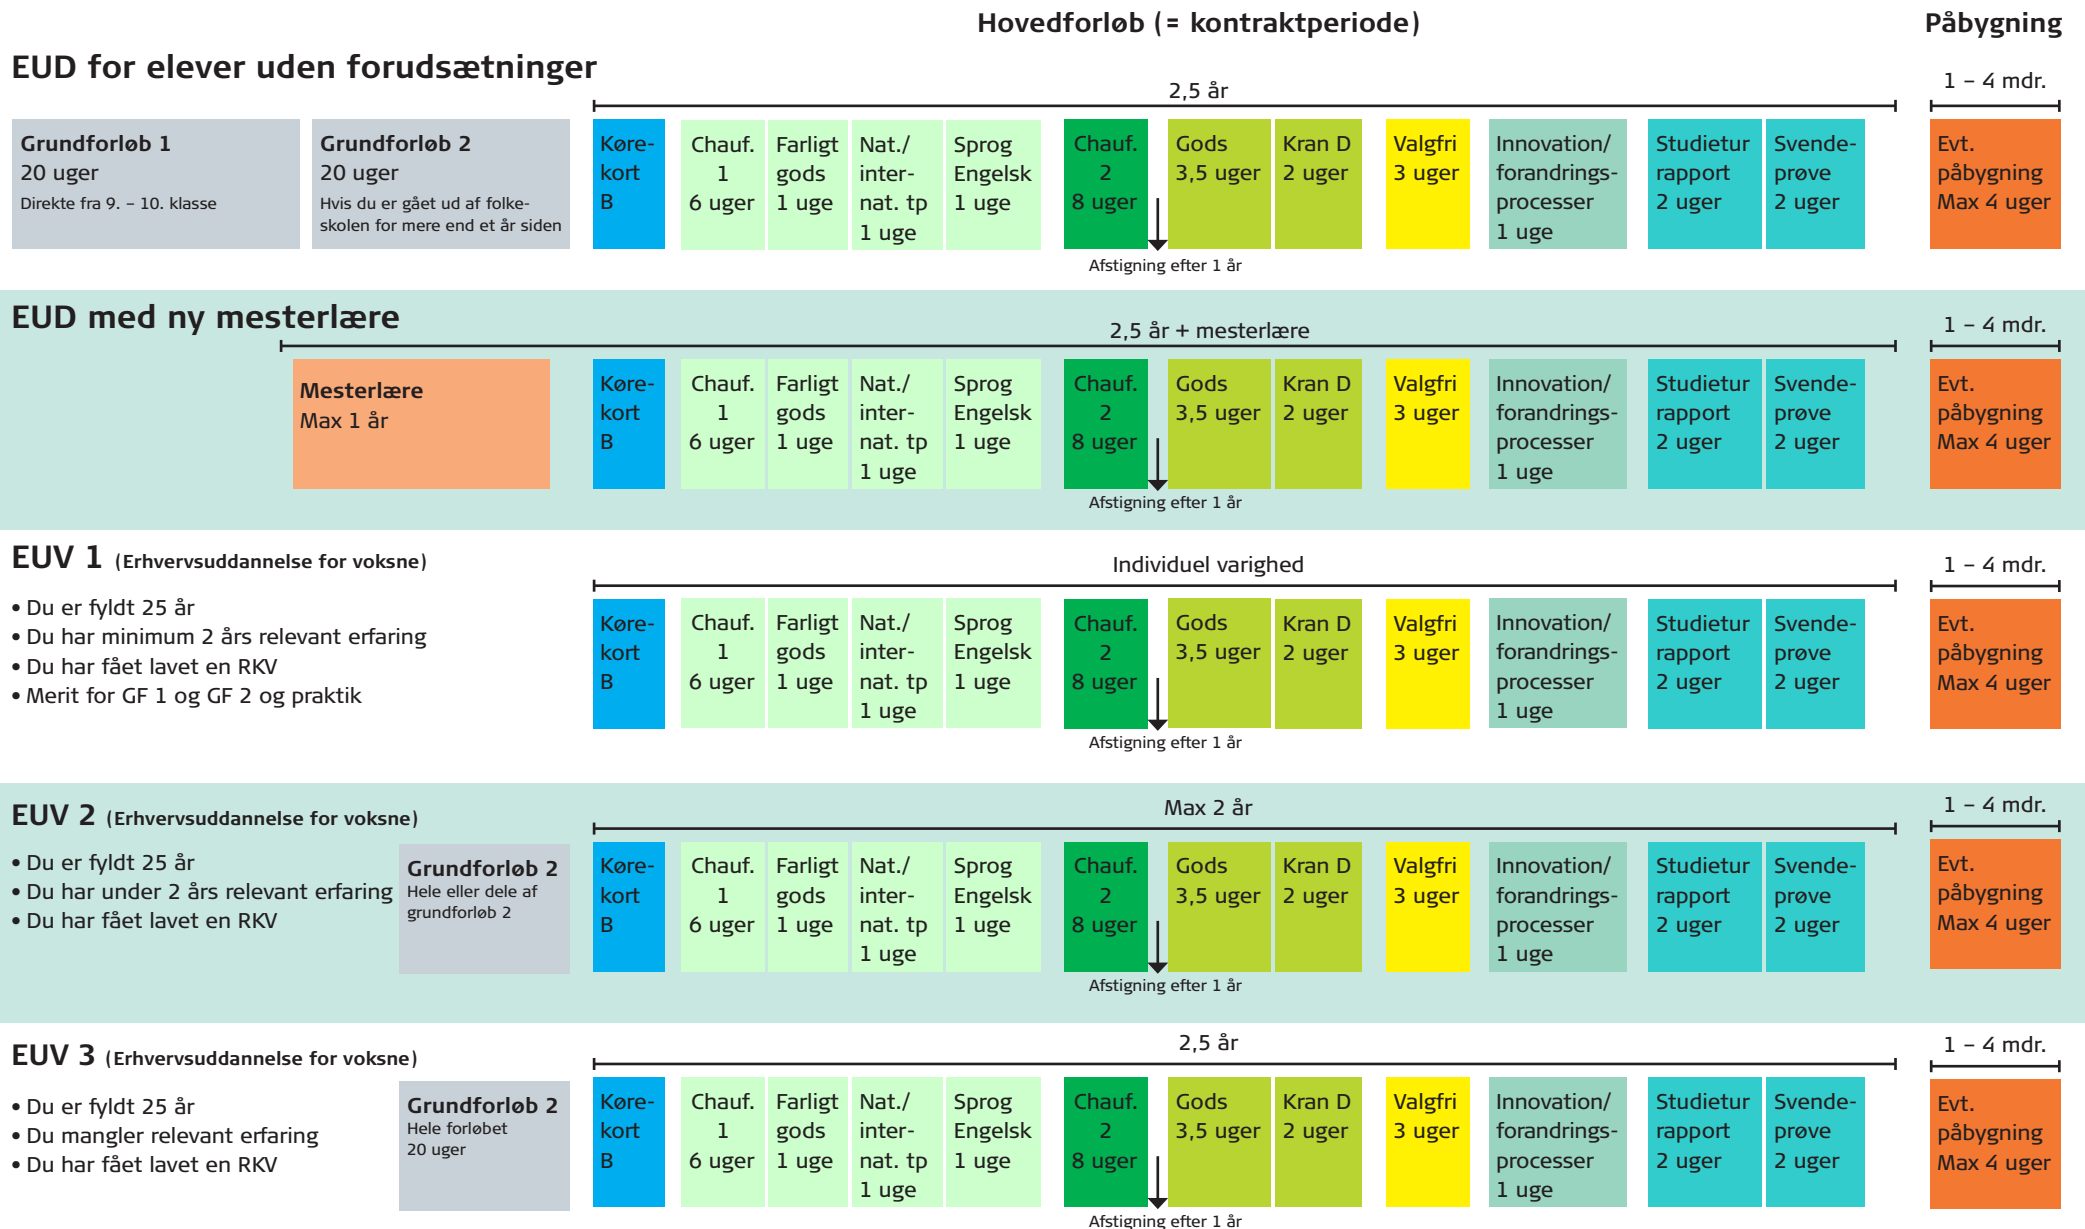 Hovedforløb (= kontraktperiode)
Påbygning
EUD for elever uden forudsætninger
2,5 år
1 – 4 mdr.
Grundforløb 1
20 uger
Direkte fra 9. – 10. klasse
Grundforløb 2
20 uger
Hvis du er gået ud af folke-
skolen for mere end et år siden
Køre-
kort
B
Chauf.
1
6 uger
Farligt
gods
1 uge
Nat./
inter-
nat. tp
1 uge
Sprog
Engelsk
1 uge
Chauf.
2
8 uger
Gods
3,5 uger
Kran D
2 uger
Valgfri
3 uger
Innovation/
forandrings-
processer
1 uge
Studietur
rapport
2 uger
Svende-
prøve
2 uger
Evt.
påbygning
Max 4 uger
Afstigning efter 1 år
EUD med ny mesterlære
2,5 år + mesterlære
1 – 4 mdr.
Mesterlære
Max 1 år
Køre-
kort
B
Chauf.
1
6 uger
Farligt
gods
1 uge
Nat./
inter-
nat. tp
1 uge
Sprog
Engelsk
1 uge
Chauf.
2
8 uger
Gods
3,5 uger
Kran D
2 uger
Valgfri
3 uger
Innovation/
forandrings-
processer
1 uge
Studietur
rapport
2 uger
Svende-
prøve
2 uger
Evt.
påbygning
Max 4 uger
Afstigning efter 1 år
EUV 1 (Erhvervsuddannelse for voksne)
Individuel varighed
1 – 4 mdr.
• Du er fyldt 25 år
• Du har minimum 2 års relevant erfaring
• Du har fået lavet en RKV
• Merit for GF 1 og GF 2 og praktik
Køre-
kort
B
Chauf.
1
6 uger
Farligt
gods
1 uge
Nat./
inter-
nat. tp
1 uge
Sprog
Engelsk
1 uge
Chauf.
2
8 uger
Gods
3,5 uger
Kran D
2 uger
Valgfri
3 uger
Innovation/
forandrings-
processer
1 uge
Studietur
rapport
2 uger
Svende-
prøve
2 uger
Evt.
påbygning
Max 4 uger
Afstigning efter 1 år
EUV 2 (Erhvervsuddannelse for voksne)
Max 2 år
1 – 4 mdr.
• Du er fyldt 25 år
• Du har under 2 års relevant erfaring
• Du har fået lavet en RKV
Grundforløb 2
Hele eller dele af
grundforløb 2
Køre-
kort
B
Chauf.
1
6 uger
Farligt
gods
1 uge
Nat./
inter-
nat. tp
1 uge
Sprog
Engelsk
1 uge
Chauf.
2
8 uger
Gods
3,5 uger
Kran D
2 uger
Valgfri
3 uger
Innovation/
forandrings-
processer
1 uge
Studietur
rapport
2 uger
Svende-
prøve
2 uger
Evt.
påbygning
Max 4 uger
Afstigning efter 1 år
EUV 3 (Erhvervsuddannelse for voksne)
2,5 år
1 – 4 mdr.
• Du er fyldt 25 år
• Du mangler relevant erfaring
• Du har fået lavet en RKV
Grundforløb 2
Hele forløbet
20 uger
Køre-
kort
B
Chauf.
1
6 uger
Farligt
gods
1 uge
Nat./
inter-
nat. tp
1 uge
Sprog
Engelsk
1 uge
Chauf.
2
8 uger
Gods
3,5 uger
Kran D
2 uger
Valgfri
3 uger
Innovation/
forandrings-
processer
1 uge
Studietur
rapport
2 uger
Svende-
prøve
2 uger
Evt.
påbygning
Max 4 uger
Afstigning efter 1 år